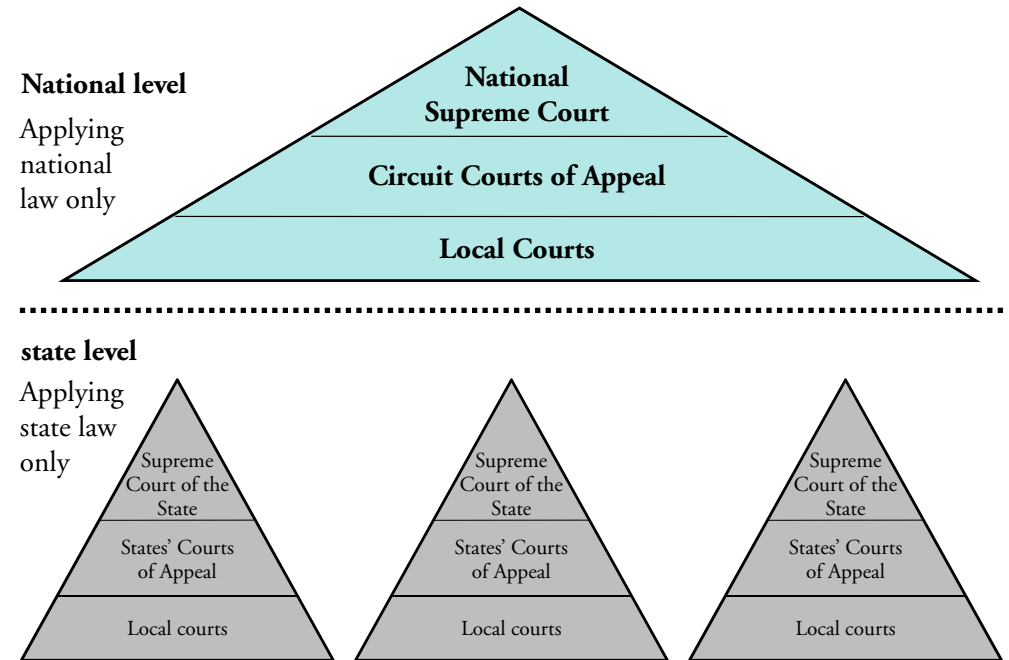 National level
Applying
national
law only
National
Supreme Court
Circuit Courts of Appeal
Local Courts
state level
Applying
state law
only
Supreme
Court of the
State
States’ Courts
of Appeal
Local courts
Supreme
Court of the
State
States’ Courts
of Appeal
Local courts
Supreme
Court of the
State
States’ Courts
of Appeal
Local courts